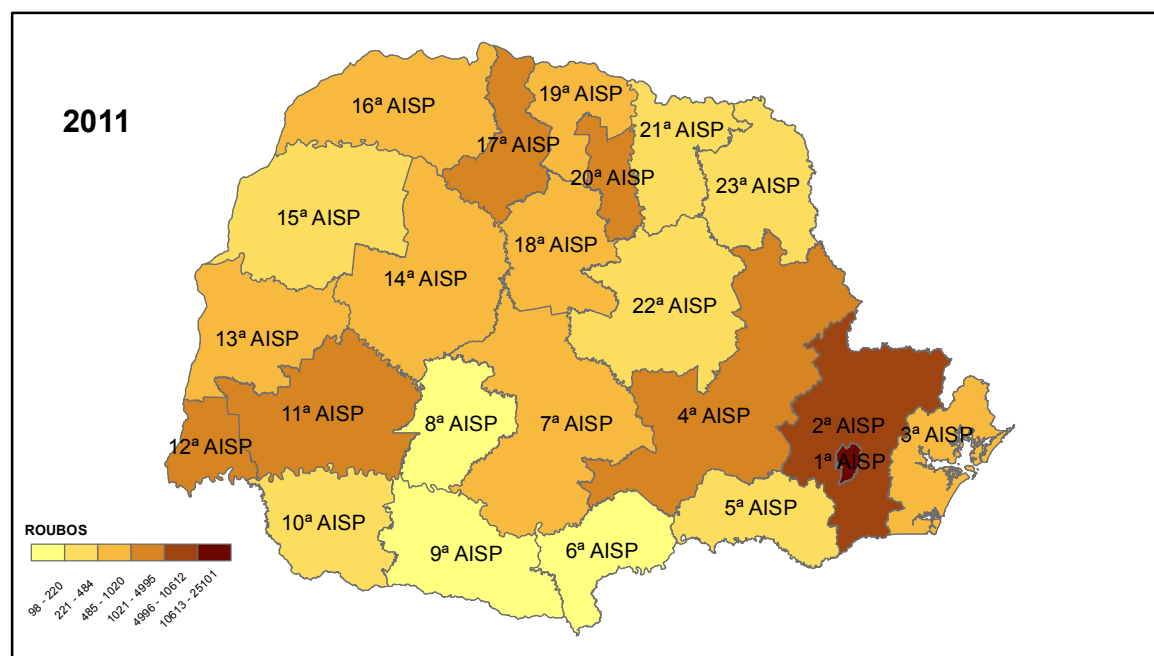 2011
16ª AISP
19ª AISP
17ª AISP
21ª AISP
20ª AISP
23ª AISP
15ª AISP
18ª AISP
14ª AISP
22ª AISP
13ª AISP
11ª AISP
8ª AISP
7ª AISP
4ª AISP
2ª AISP
3ª AISP
12ª AISP
1ª AISP
10ª AISP
5ª AISP
9ª AISP
6ª AISP
ROUBOS
98 - 220
221 - 484
485 - 1020
1021 - 4995
4996 - 10612
10613 - 25101